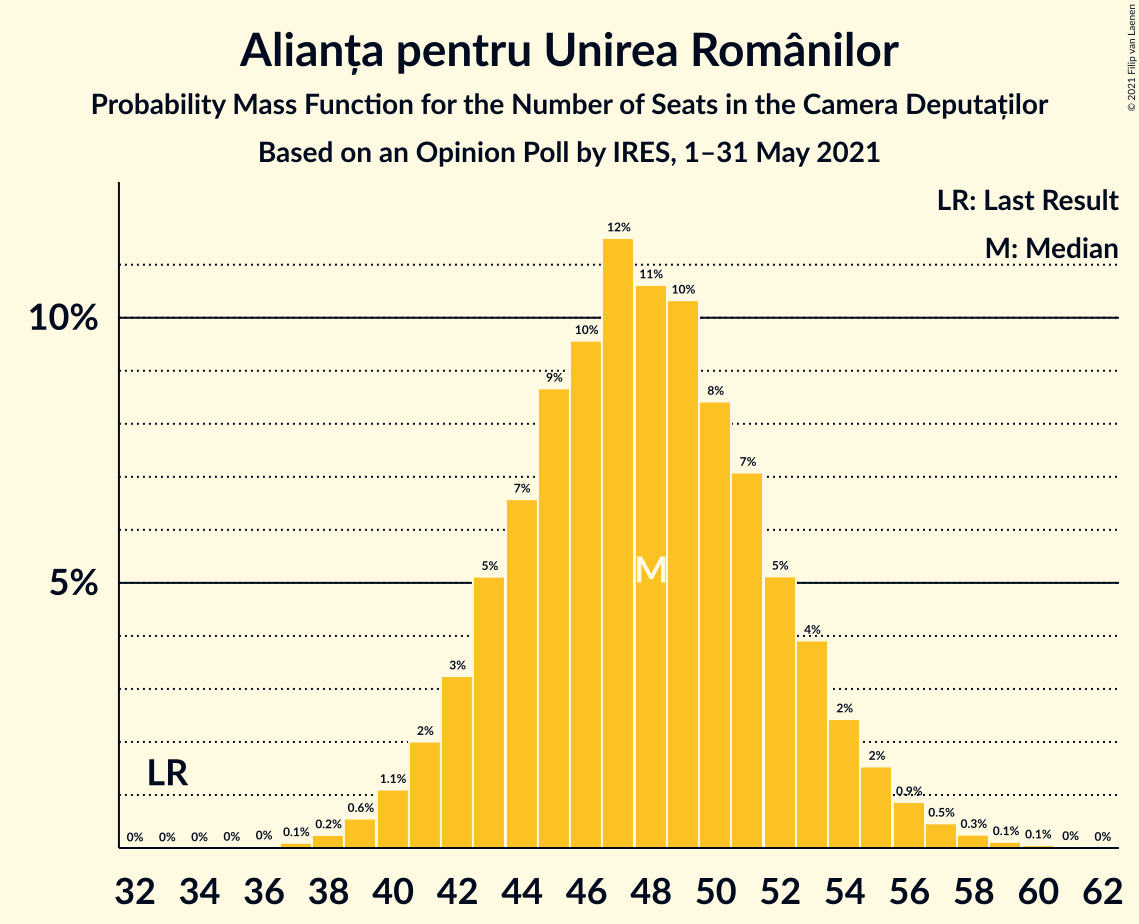 Alianța pentru Unirea Românilor
Probability Mass Function for the Number of Seats in the Camera Deputaților
Based on an Opinion Poll by IRES, 1–31 May 2021
© 2021 Filip van Laenen
LR: Last Result
M: Median
10%
5%
0% 0% 0% 0% 0% 0.1% 0.2% 0.6% 1.1% 2% 3% 5% 7% 9% 10% 12% 11% 10% 8% 7% 5% 4% 2% 2% 0.9% 0.5% 0.3% 0.1% 0.1% 0% 0%
M
LR
32 34 36 38 40 42 44 46 48 50 52 54 56 58 60 62